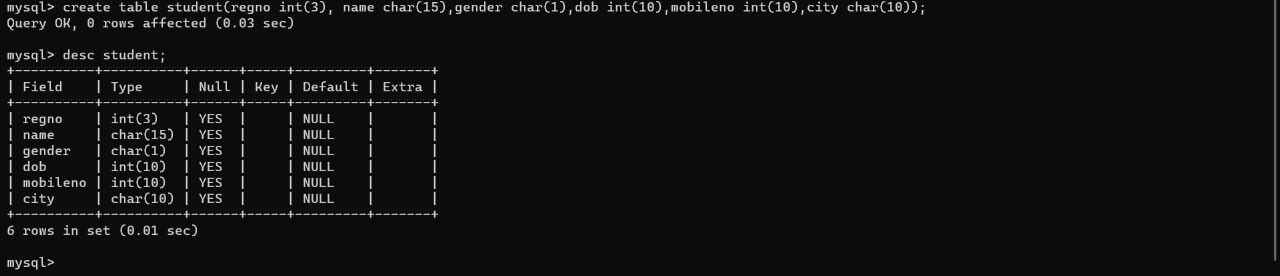 mysql> create table student(regno int(3), name char(15),gender char(1),dob int(10),mobileno int(10),city char(10));
Query OK, 0 rows affected (0.03 sec)
mysql> desc student;
+----------+----------+------+-----+---------+-------+
| Field    | Type     | Null | Key | Default | Extra |
+----------+----------+------+-----+---------+-------+
| regno    | int(3)   | YES  |     | NULL    |       |
| name     | char(15) | YES  |     | NULL    |       |
| gender   | char(1)  | YES  |     | NULL    |       |
| dob      | int(10)  | YES  |     | NULL    |       |
| mobileno | int(10)  | YES  |     | NULL    |       |
| city     | char(10) | YES  |     | NULL    |       |
+----------+----------+------+-----+---------+-------+
6 rows in set (0.01 sec)
mysql>